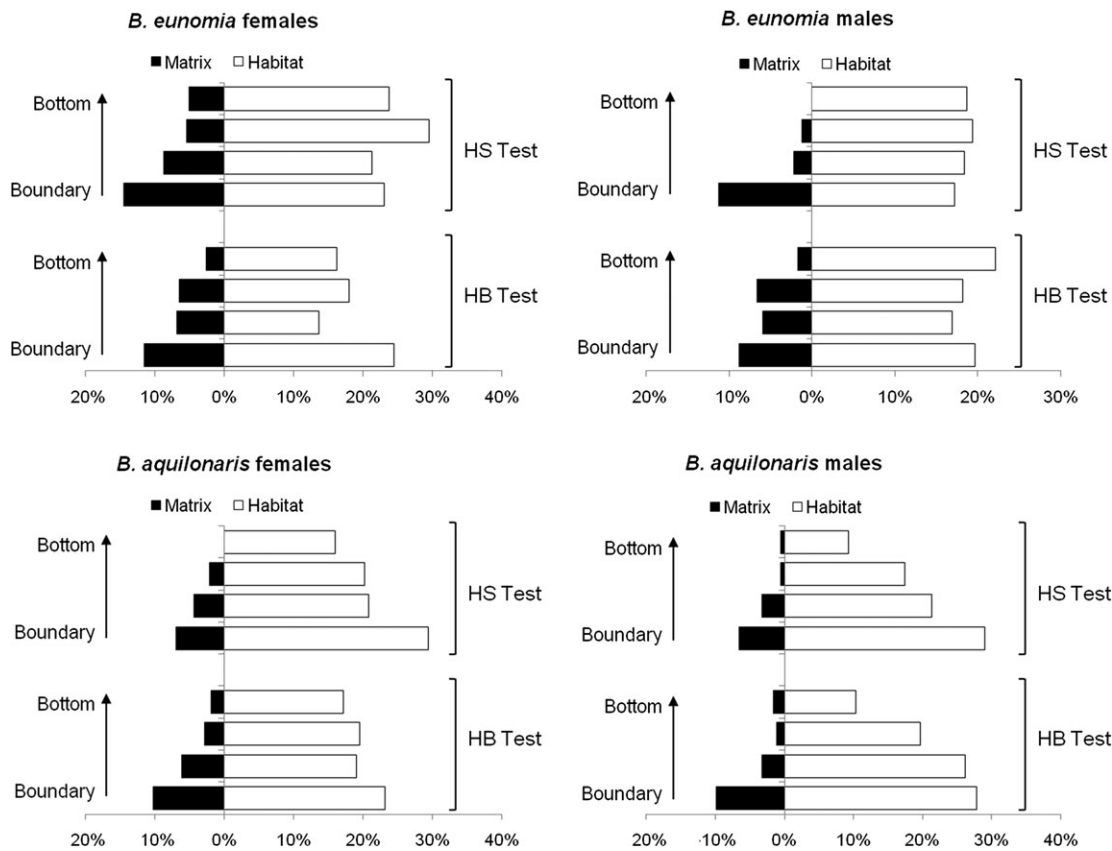 B. eunomia females
■ Matrix □ Habitat
Bottom
Boundary
HS Test
Bottom
Boundary
HB Test
20% 10% 0% 10% 20% 30% 40%
B. eunomia males
■ Matrix □ Habitat
Bottom
Boundary
HS Test
Bottom
Boundary
HB Test
20% 10% 0% 10% 20% 30%
B. aquilonaris females
■ Matrix □ Habitat
Bottom
Boundary
HS Test
Bottom
Boundary
HB Test
20% 10% 0% 10% 20% 30% 40%
B. aquilonaris males
■ Matrix □ Habitat
Bottom
Boundary
HS Test
Bottom
Boundary
HB Test
20% 10% 0% 10% 20% 30% 40%